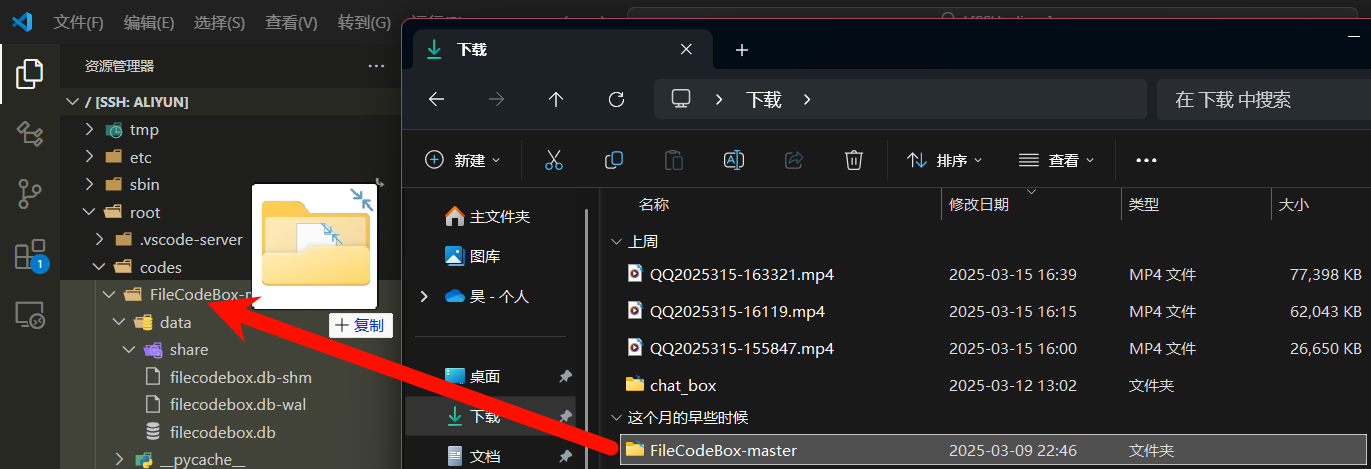 文件(F) 编辑(E) 选择(S) 查看(V) 转到(G)
资源管理器
/ [SSH: ALIYUN]
tmp
etc
sbin
root
.vscode-server
codes
FileCodeBox-
data
share
filecodebox.db-shm
filecodebox.db-wal
filecodebox.db
__pycache__
1
+ 复制
下载
下载
在 下载 中搜索
新建
排序
查看
主文件夹
图库
昊 - 个人
桌面
下载
文档
名称 修改日期 类型 大小
上周
QQ2025315-163321.mp4 2025-03-15 16:39 MP4 文件 77,398 KB
QQ2025315-16119.mp4 2025-03-15 16:15 MP4 文件 62,043 KB
QQ2025315-155847.mp4 2025-03-15 16:00 MP4 文件 26,650 KB
chat_box 2025-03-12 13:02 文件夹
这个月的早些时候
FileCodeBox-master 2025-03-09 22:46 文件夹